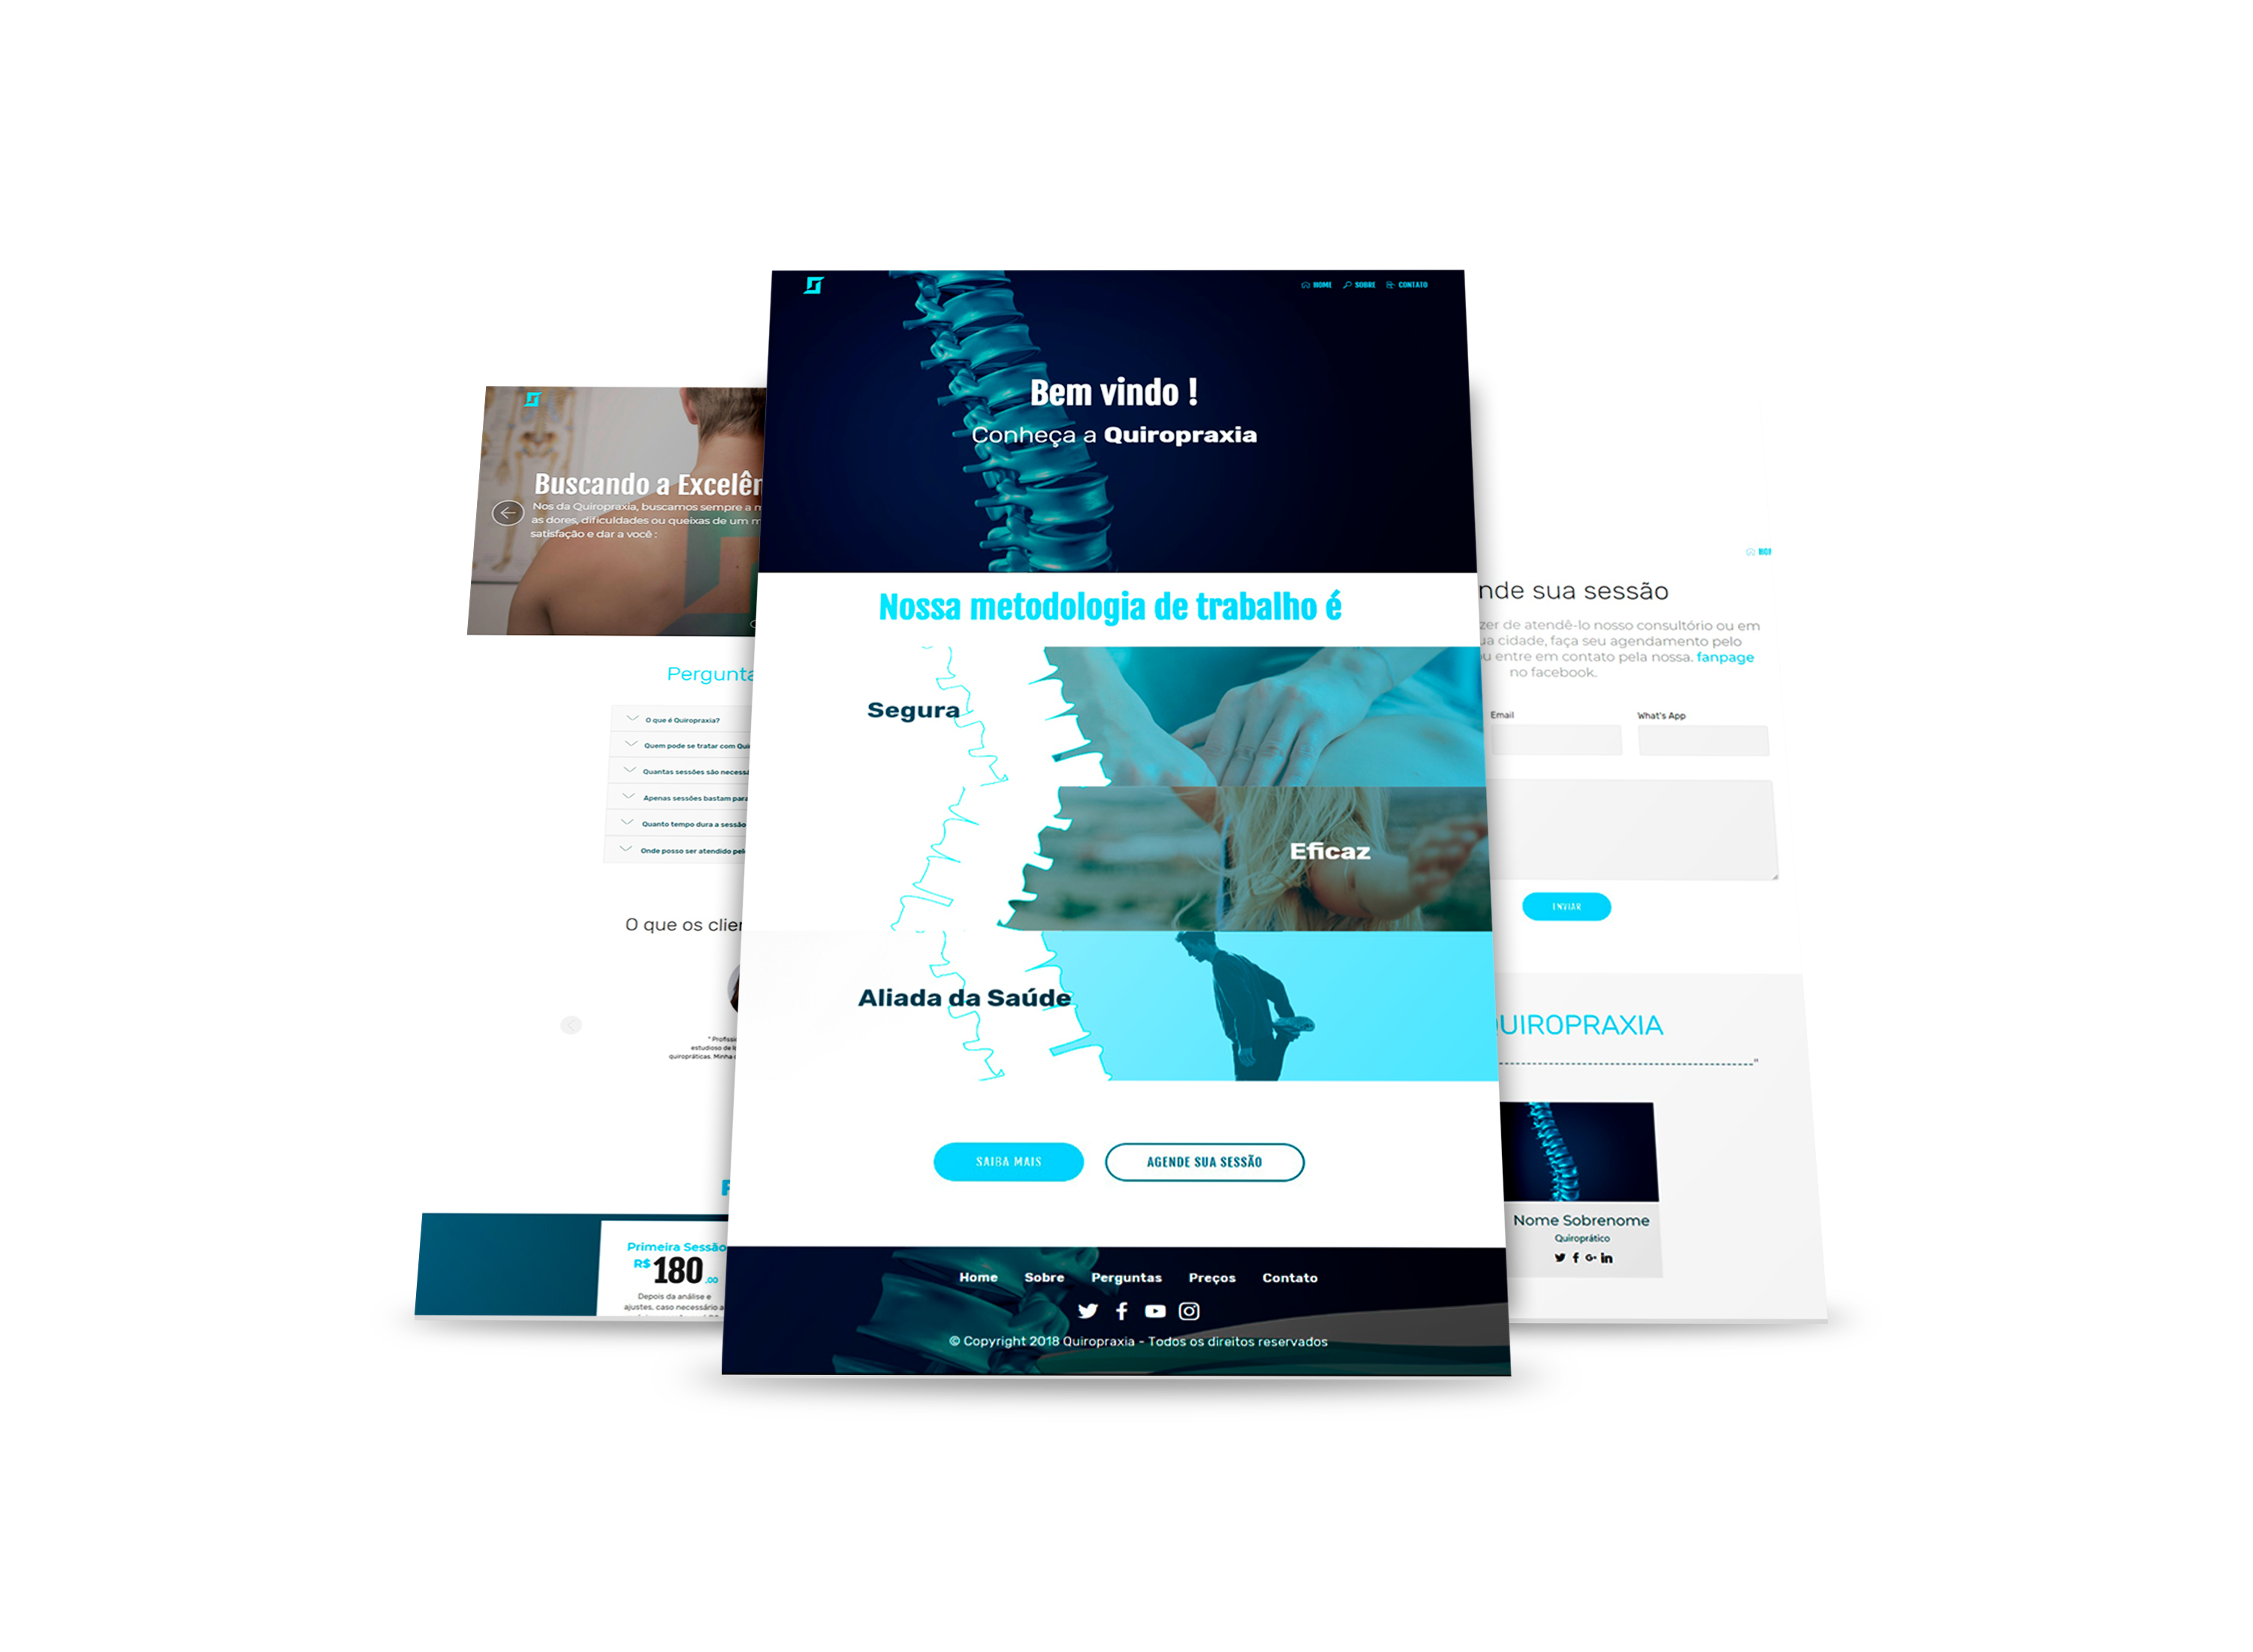 HOME SOBRE CONTATO
Bem vindo !
Conheça a Quiropraxia
Nossa metodologia de trabalho é
Segura
Eficaz
Aliada da Saúde
SAIBA MAIS
AGENDE SUA SESSÃO
Home Sobre Perguntas Preços Contato
© Copyright 2018 Quiropraxia - Todos os direitos reservados
Buscando a Excelên
Nos da Quiropraxia, buscamos sempre a
as dores, dificuldades ou queixas de um
satisfação e dar a você :
Pergunta
O que é Quiropraxia?
Quem pode se tratar com Qui
Quantas sessões são necessá
Apenas sessões bastam para
Quanto tempo dura a sessão
Onde posso ser atendido pel
O que os clien
" Profissi
estudioso de
quiropráticas. Minha
Primeira Sessão
R$180.00
Depois da análise e
ajustes, caso necessário a
HOM
nde sua sessão
zer de atendê-lo nosso consultório ou em
ua cidade, faça seu agendamento pelo
ou entre em contato pela nossa. fanpage
no facebook.
Email
What's App
ENVIAR
QUIROPRAXIA
"
Nome Sobrenome
Quiroprático